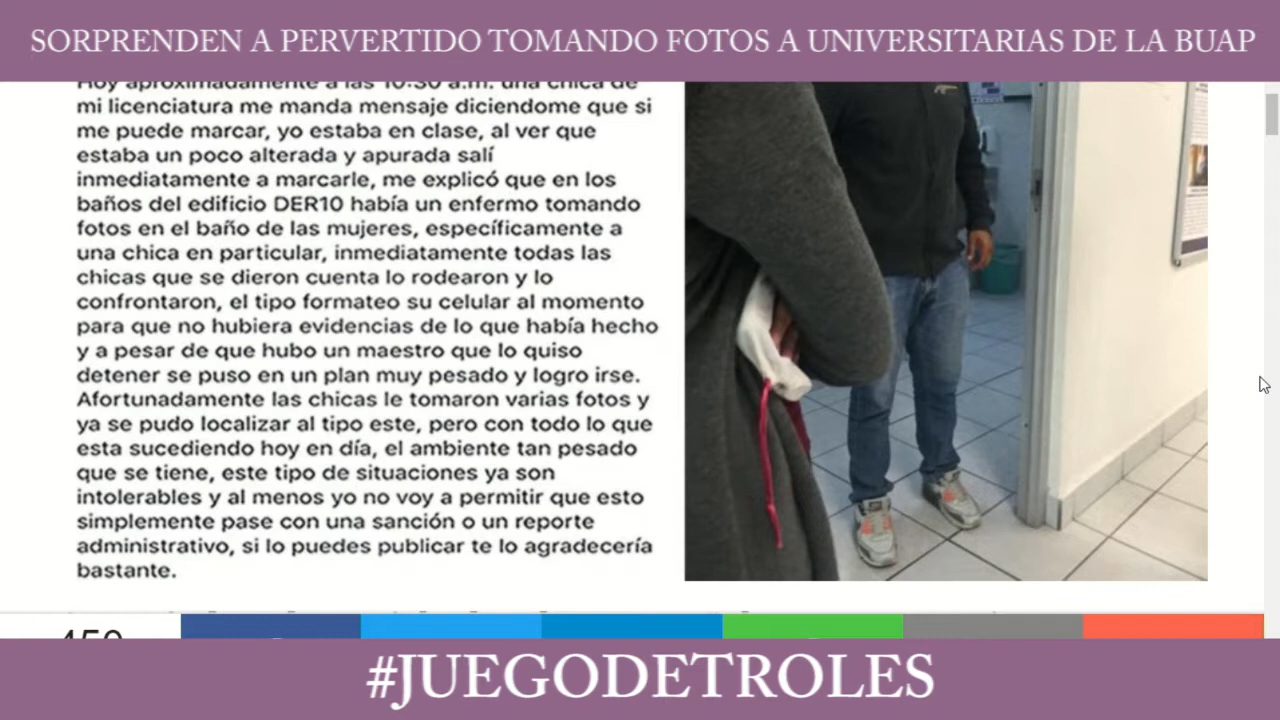 SORPRENDEN A PERVERTIDO TOMANDO FOTOS A UNIVERSITARIAS DE LA BUAP
Hoy aproximadamente a las 10:30 a.m. una chica de
mi licenciatura me manda mensaje diciendome que si
me puede marcar, yo estaba en clase, al ver que
estaba un poco alterada y apurada salí
inmediatamente a marcarle, me explicó que en los
baños del edificio DER10 había un enfermo tomando
fotos en el baño de las mujeres, específicamente a
una chica en particular, inmediatamente todas las
chicas que se dieron cuenta lo rodearon y lo
confrontaron, el tipo formateo su celular al momento
para que no hubiera evidencias de lo que había hecho
y a pesar de que hubo un maestro que lo quiso
detener se puso en un plan muy pesado y logro irse.
Afortunadamente las chicas le tomaron varias fotos y
ya se pudo localizar al tipo este, pero con todo lo que
esta sucediendo hoy en día, el ambiente tan pesado
que se tiene, este tipo de situaciones ya son
intolerables y al menos yo no voy a permitir que esto
simplemente pase con una sanción o un reporte
administrativo, si lo puedes publicar te lo agradecería
bastante.
#JUEGODETROLES